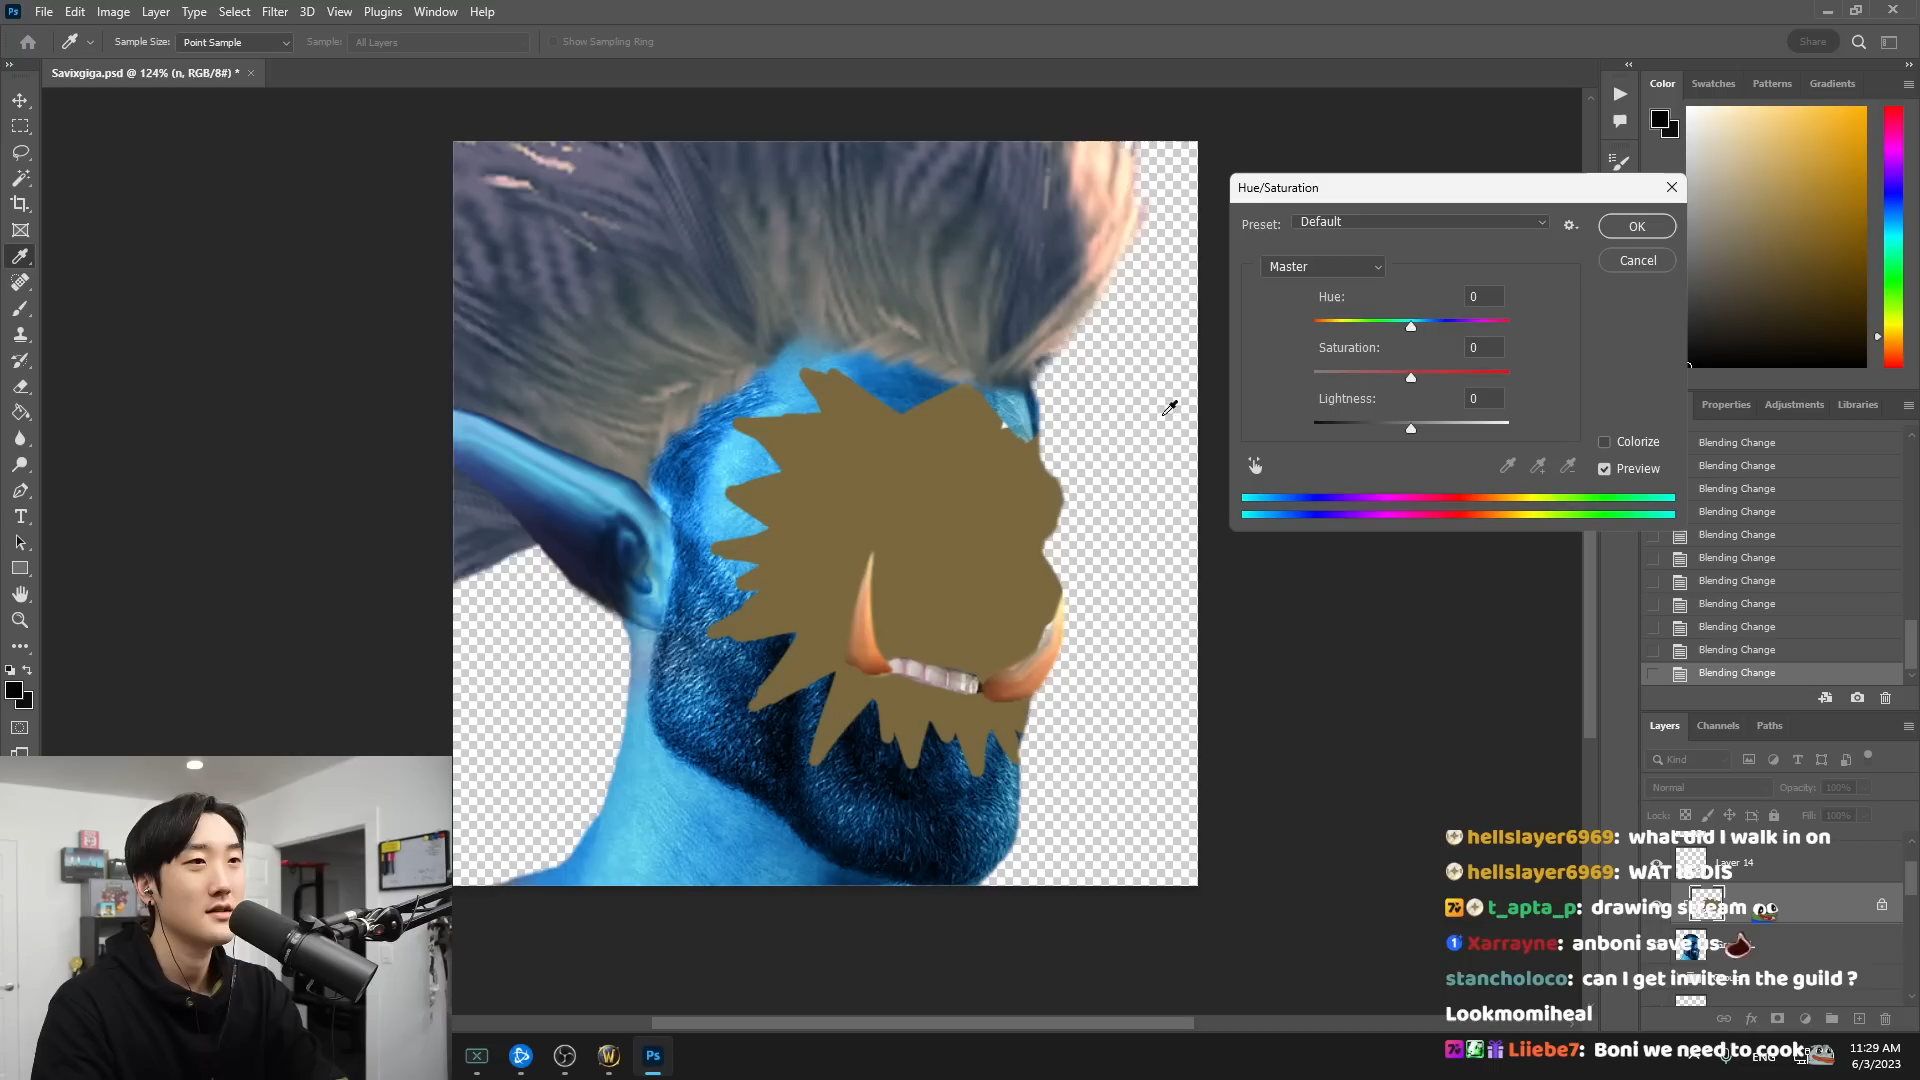 Ps File Edit Image Layer Type Select Filter 3D View Plugins Window Help
Sample Size: Point Sample Sample: All Layers Show Sampling Ring Share
Savixgiga.psd @ 124% (n, RGB/8#) *
Color Swatches Patterns Gradients
Hue/Saturation
Preset: Default
OK
Master
Cancel
Hue: 0
Saturation: 0
Lightness: 0
Colorize
Preview
Properties Adjustments Libraries
Blending Change
Blending Change
Blending Change
Blending Change
Blending Change
Blending Change
Blending Change
Blending Change
Blending Change
Blending Change
Blending Change
Layers Channels Paths
Kind
Normal Opacity: 100%
Lock: Fill: 100%
Layer 14
hellslayer6969: what did I walk in on
hellslayer6969: WAT IS DIS
t_apta_p: drawing stream
Xarrayne: anboni save us
stancholoco: can I get invite in the guild ?
Lookmomiheal
Liiebe7: Boni we need to cook
ENG
11:29 AM
6/3/2023